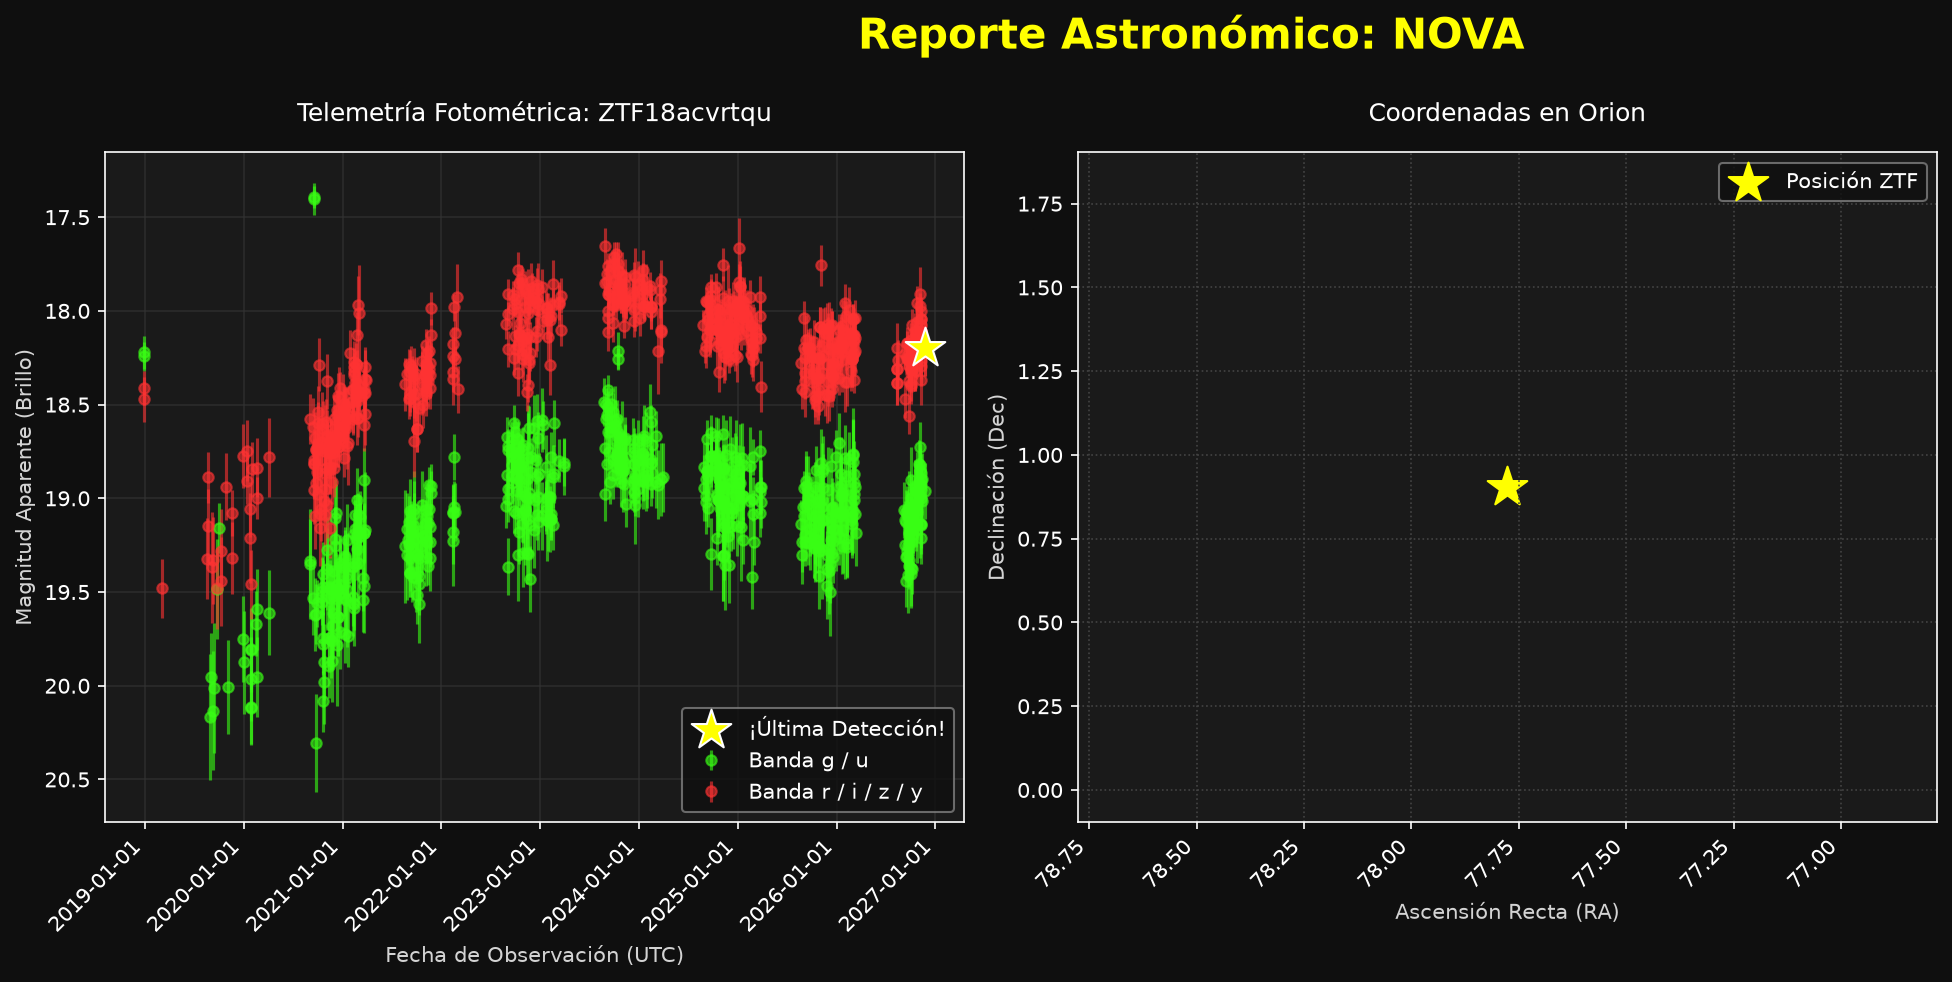 Reporte Astronómico: NOVA
Telemetría Fotométrica: ZTF18acvrtqu
Magnitud Aparente (Brillo)
17.5
18.0
18.5
19.0
19.5
20.0
20.5
¡Última Detección!
Banda g / u
Banda r / i / z / y
2019-01-01
2020-01-01
2021-01-01
2022-01-01
2023-01-01
2024-01-01
2025-01-01
2026-01-01
2027-01-01
Fecha de Observación (UTC)
Coordenadas en Orion
Declinación (Dec)
1.75
1.50
1.25
1.00
0.75
0.50
0.25
0.00
Posición ZTF
78.75
78.50
78.25
78.00
77.75
77.50
77.25
77.00
Ascensión Recta (RA)